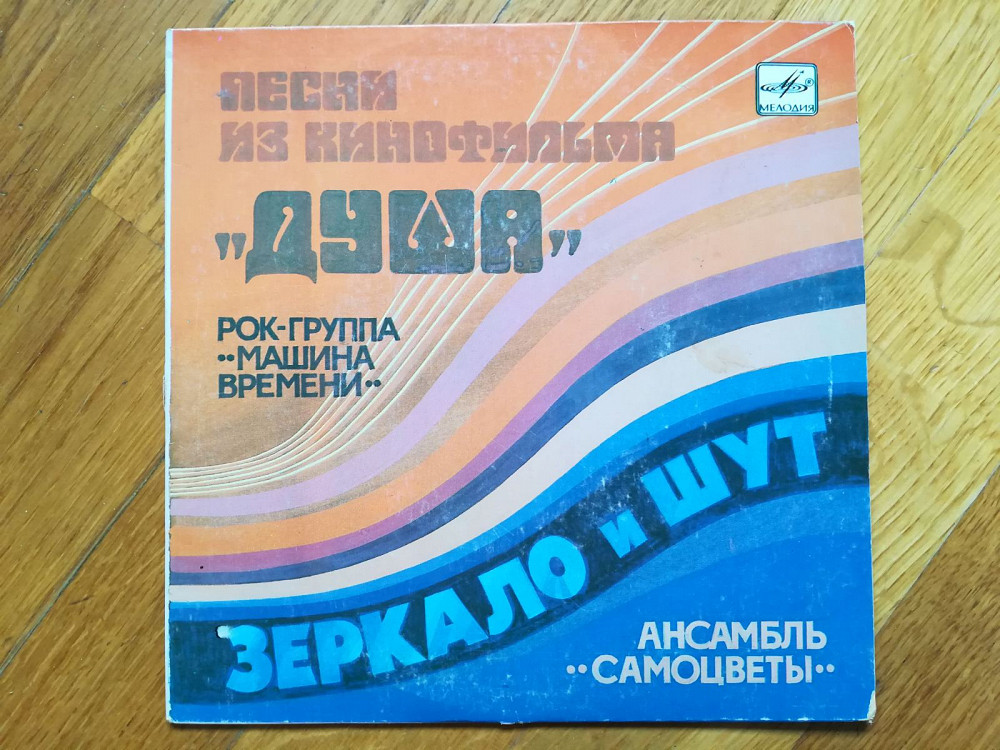 ПЕСНИ
ИЗ КИНОФИЛЬМА
„ДУША”
МЕЛОДИЯ
РОК-ГРУППА
„МАШИНА
ВРЕМЕНИ”
ЗЕРКАЛО и ШУТ
АНСАМБЛЬ
„САМОЦВЕТЫ”